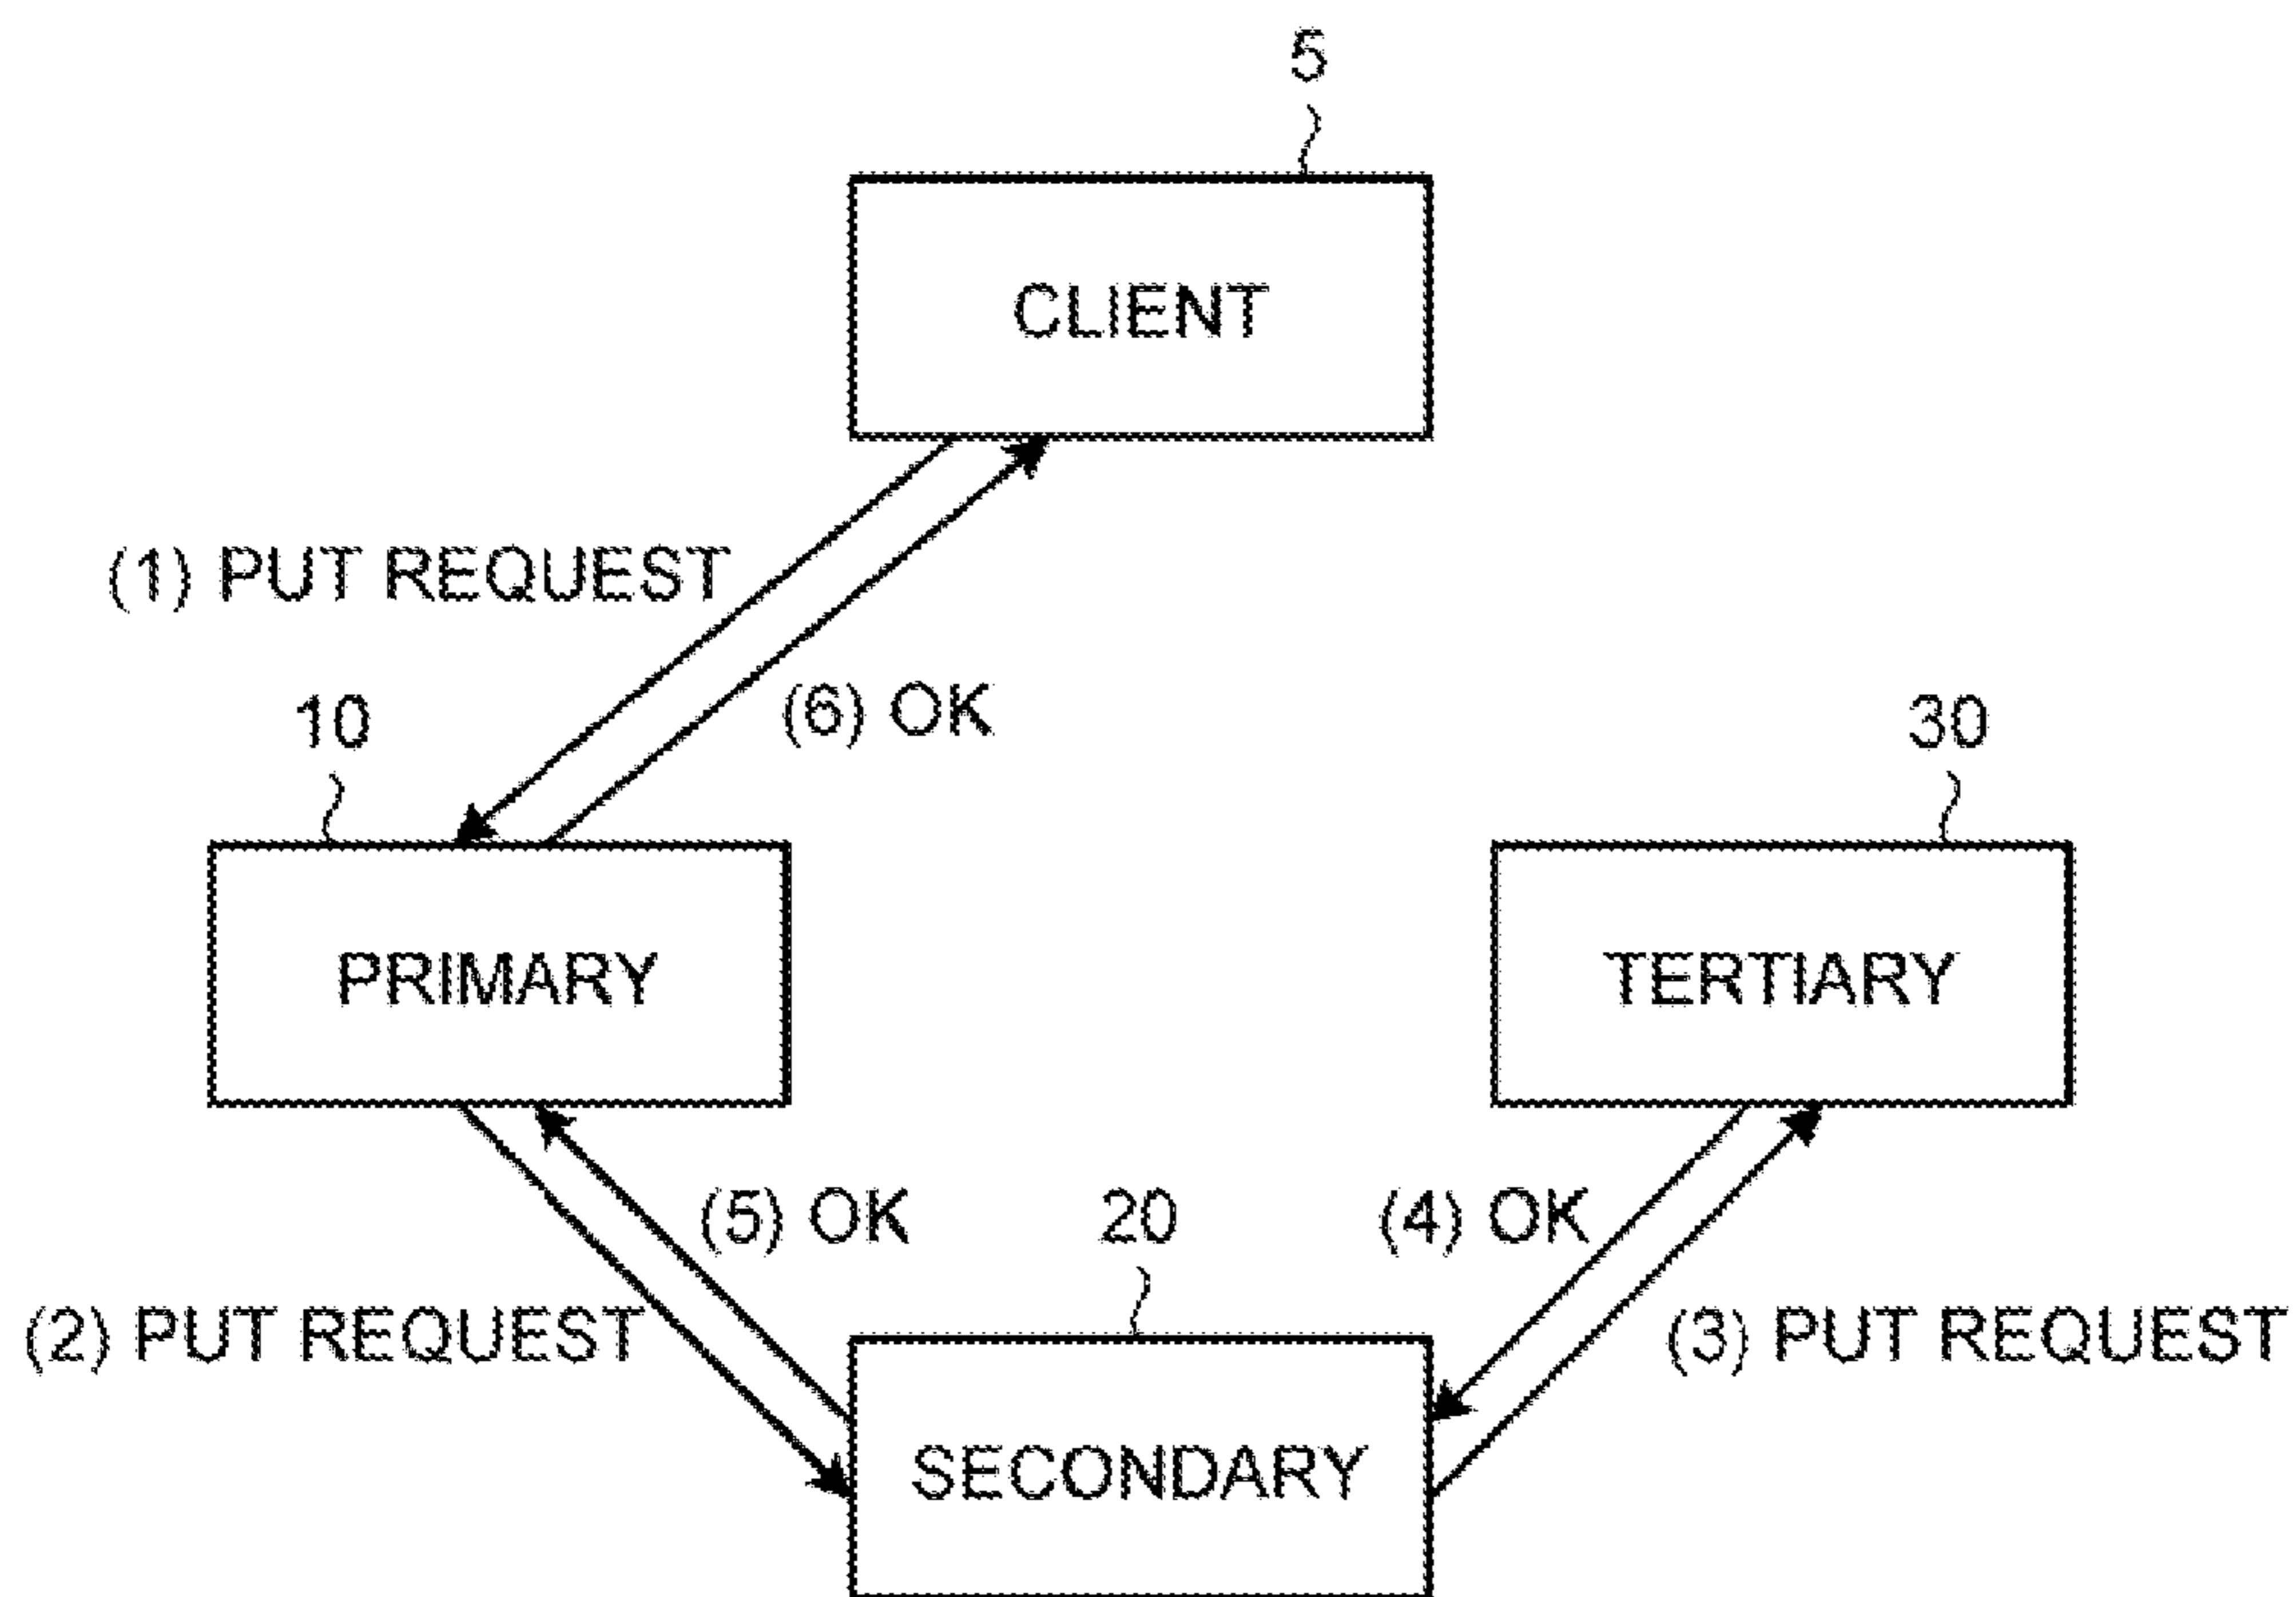 5
CLIENT
(1) PUT REQUEST
(6) OK
10
30
PRIMARY
TERTIARY
(5) OK
20
(4) OK
(2) PUT REQUEST
(3) PUT REQUEST
SECONDARY